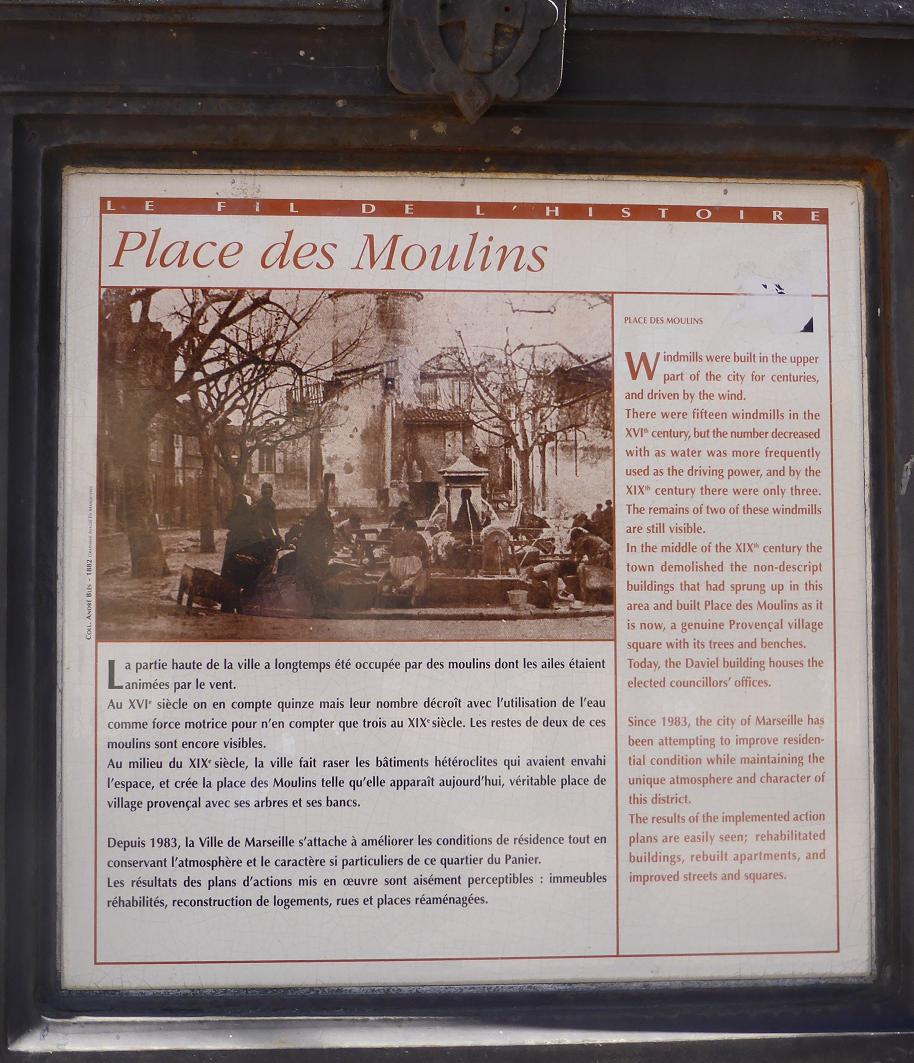 LE FIL DE L'HISTOIRE
Place des Moulins
COLL. ANDRÉ BLÈS - 1882
La partie haute de la ville a longtemps été occupée par des moulins dont les ailes étaient
animées par le vent.
Au XVIe siècle on en compte quinze mais leur nombre décroît avec l'utilisation de l'eau
comme force motrice pour n'en compter que trois au XIXe siècle. Les restes de deux de ces
moulins sont encore visibles.
Au milieu du XIXe siècle, la ville fait raser les bâtiments hétéroclites qui avaient envahi
l'espace, et crée la place des Moulins telle qu'elle apparaît aujourd'hui, véritable place de
village provençal avec ses arbres et ses bancs.
Depuis 1983, la Ville de Marseille s'attache à améliorer les conditions de résidence tout en
conservant l'atmosphère et le caractère si particuliers de ce quartier du Panier.
Les résultats des plans d'actions mis en œuvre sont aisément perceptibles : immeubles
réhabilités, reconstruction de logements, rues et places réaménagées.
PLACE DES MOULINS
Windmills were built in the upper
part of the city for centuries,
and driven by the wind.
There were fifteen windmills in the
XVIth century, but the number decreased
with as water was more frequently
used as the driving power, and by the
XIXth century there were only three.
The remains of two of these windmills
are still visible.
In the middle of the XIXth century the
town demolished the non-descript
buildings that had sprung up in this
area and built Place des Moulins as it
is now, a genuine Provençal village
square with its trees and benches.
Today, the Daviel building houses the
elected councillors' offices.
Since 1983, the city of Marseille has
been attempting to improve residen-
tial condition while maintaining the
unique atmosphere and character of
this district.
The results of the implemented action
plans are easily seen; rehabilitated
buildings, rebuilt apartments, and
improved streets and squares.